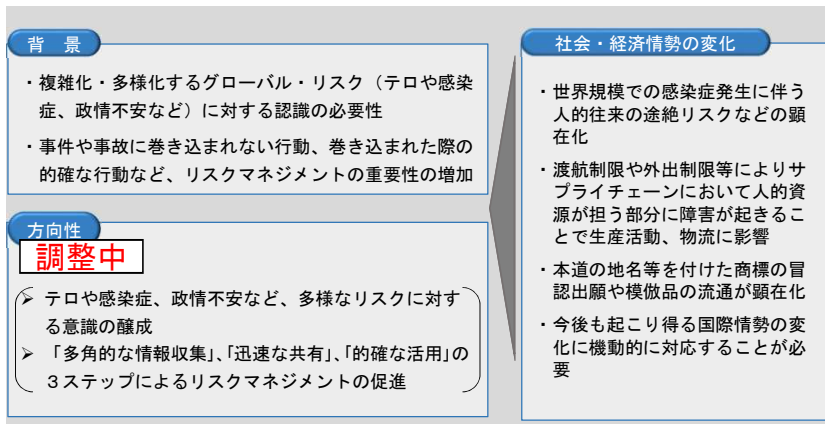 背 景
・複雑化・多様化するグローバル・リスク（テロや感染
症、政情不安など）に対する認識の必要性
・事件や事故に巻き込まれない行動、巻き込まれた際の
的確な行動など、リスクマネジメントの重要性の増加
方向性
調整中
➢ テロや感染症、政情不安など、多様なリスクに対す
る意識の醸成
➢ 「多角的な情報収集」、「迅速な共有」、「的確な活用」の
３ステップによるリスクマネジメントの促進
社会・経済情勢の変化
・世界規模での感染症発生に伴う
人的往来の途絶リスクなどの顕
在化
・渡航制限や外出制限等によりサ
プライチェーンにおいて人的資
源が担う部分に障害が起きるこ
とで生産活動、物流に影響
・本道の地名等を付けた商標の冒
認出願や模倣品の流通が顕在化
・今後も起こり得る国際情勢の変
化に機動的に対応することが必
要